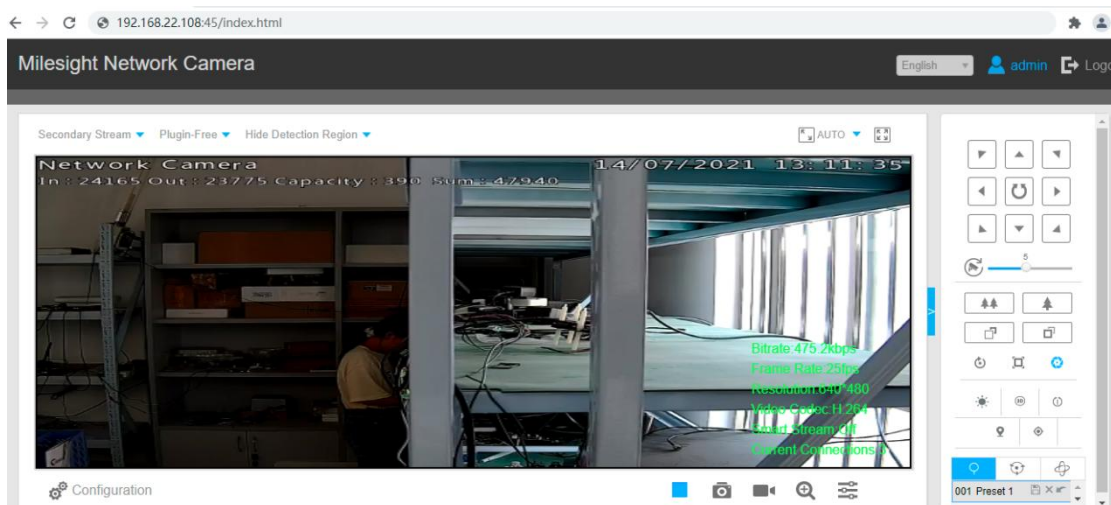 192.168.22.108:45/index.html
Milesight Network Camera
English
admin
Logo
Secondary Stream
Plugin-Free
Hide Detection Region
AUTO
Network Camera
14/07/2021 13:11:35
In : 24165 Out : 23775 Capacity : 390 Sum : 47940
Bitrate:475.2kbps
Frame Rate:25fps
Resolution:640*480
Video Codec:H.264
Smart Stream:Off
Current Connections:3
Configuration
5
3D
001 Preset 1